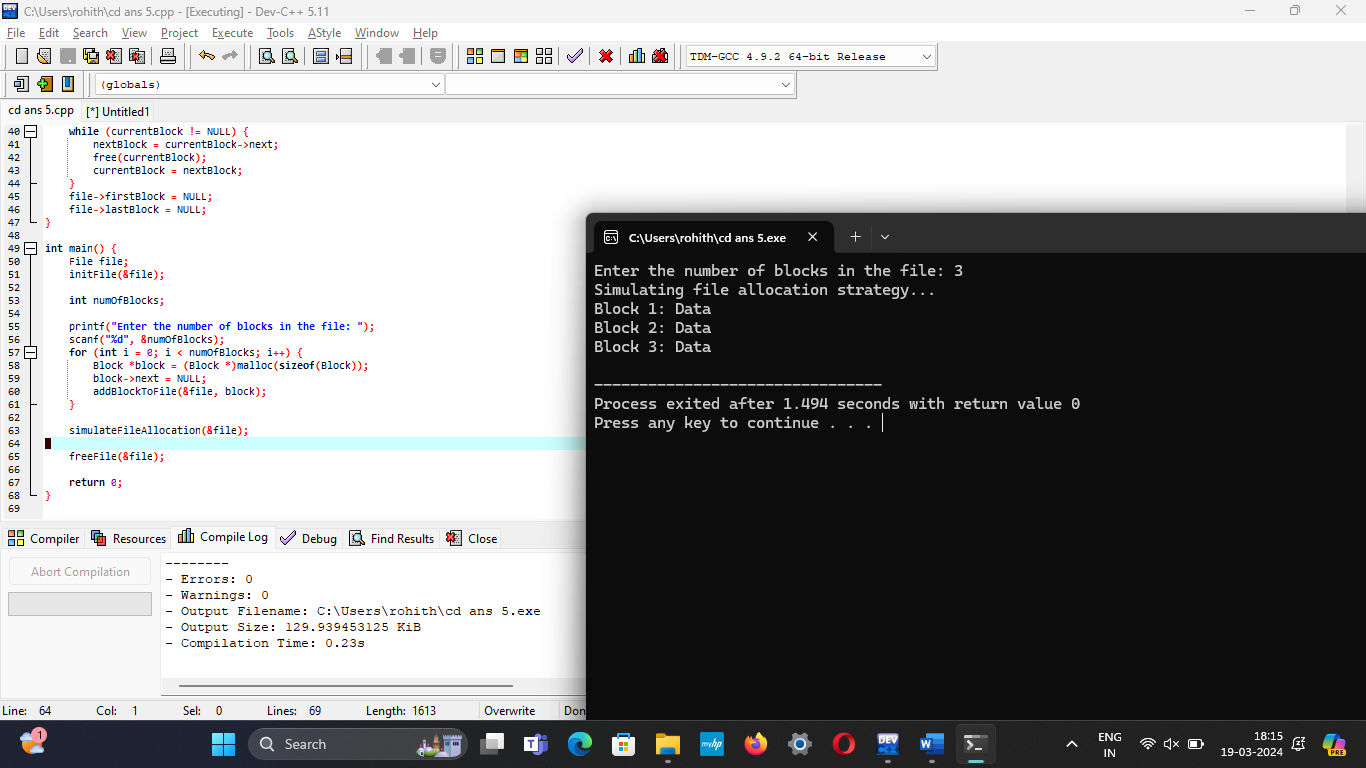 C:\Users\rohith\cd ans 5.cpp - [Executing] - Dev-C++ 5.11
File Edit Search View Project Execute Tools AStyle Window Help
TDM-GCC 4.9.2 64-bit Release
(globals)
cd ans 5.cpp [*] Untitled1
40 while (currentBlock != NULL) {
41 nextBlock = currentBlock->next;
42 free(currentBlock);
43 currentBlock = nextBlock;
44 }
45 file->firstBlock = NULL;
46 file->lastBlock = NULL;
47 }
48
49 int main() {
50 File file;
51 initFile(&file);
52
53 int numOfBlocks;
54
55 printf("Enter the number of blocks in the file: ");
56 scanf("%d", &numOfBlocks);
57 for (int i = 0; i < numOfBlocks; i++) {
58 Block *block = (Block *)malloc(sizeof(Block));
59 block->next = NULL;
60 addBlockToFile(&file, block);
61 }
62
63 simulateFileAllocation(&file);
64
65 freeFile(&file);
66
67 return 0;
68 }
69
C:\Users\rohith\cd ans 5.exe
Enter the number of blocks in the file: 3
Simulating file allocation strategy...
Block 1: Data
Block 2: Data
Block 3: Data
--------------------------------
Process exited after 1.494 seconds with return value 0
Press any key to continue . . .
Compiler Resources Compile Log Debug Find Results Close
Abort Compilation
--------
- Errors: 0
- Warnings: 0
- Output Filename: C:\Users\rohith\cd ans 5.exe
- Output Size: 129.939453125 KiB
- Compilation Time: 0.23s
Line: 64 Col: 1 Sel: 0 Lines: 69 Length: 1613 Overwrite Don
1
Search
DEV
myhp
DEV
W
ENG
IN
18:15
19-03-2024
PRE